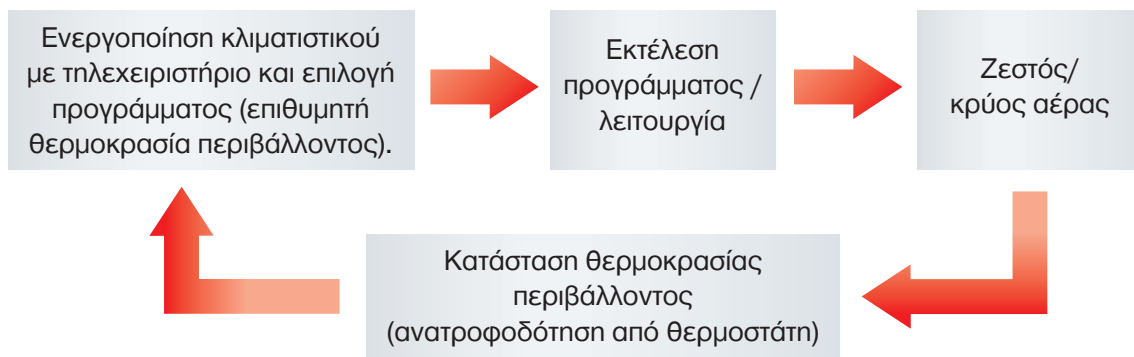 Ενεργοποίηση κλιματιστικού
με τηλεχειριστήριο και επιλογή
προγράμματος (επιθυμητή
θερμοκρασία περιβάλλοντος).
Εκτέλεση
προγράμματος /
λειτουργία
Ζεστός/
κρύος αέρας
Κατάσταση θερμοκρασίας
περιβάλλοντος
(ανατροφοδότηση από θερμοστάτη)